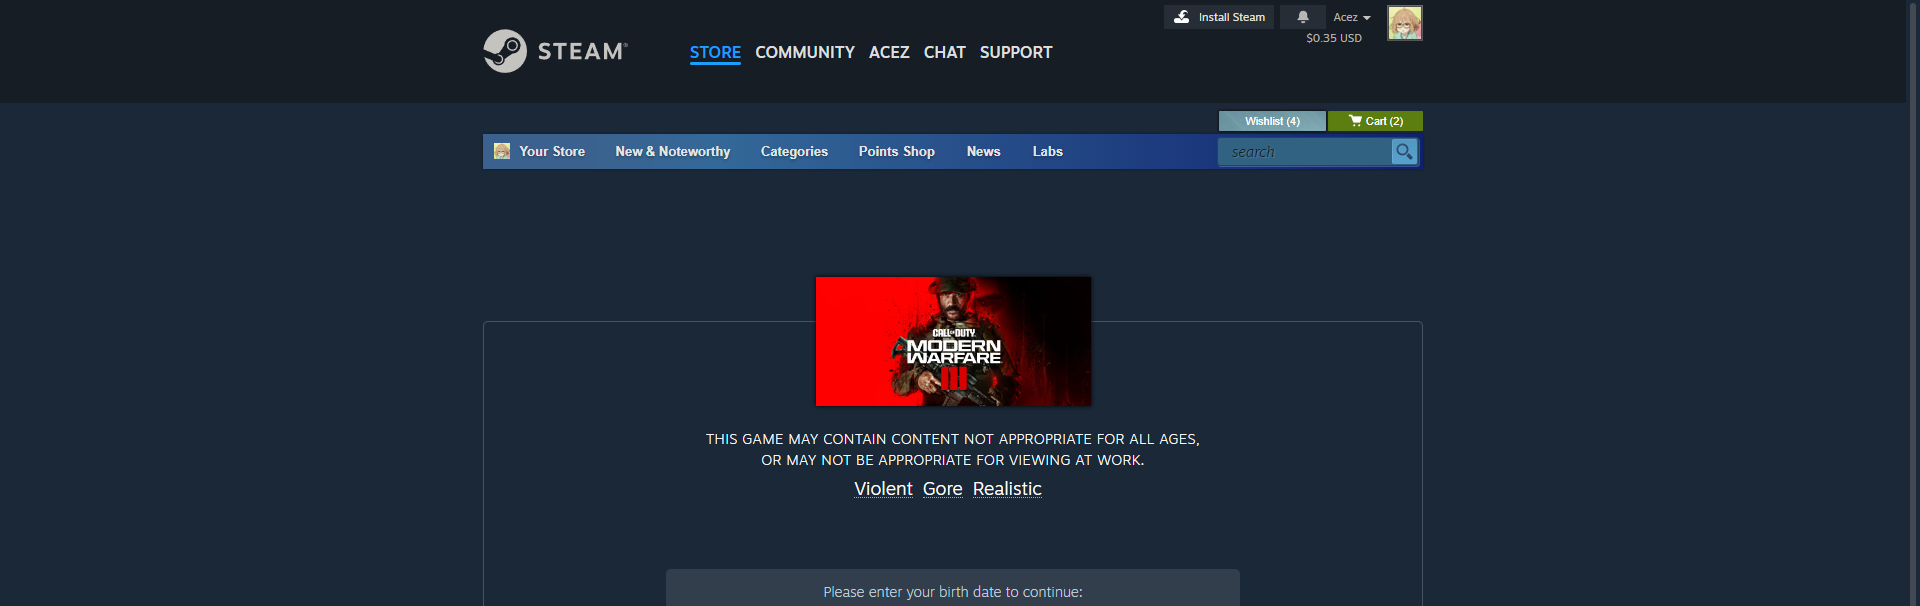 Install Steam
Acez
$0.35 USD
STEAM®
STORE COMMUNITY ACEZ CHAT SUPPORT
Wishlist (4)
Cart (2)
Your Store New & Noteworthy Categories Points Shop News Labs
search
CALL OF DUTY
MODERN
WARFARE
III
THIS GAME MAY CONTAIN CONTENT NOT APPROPRIATE FOR ALL AGES,
OR MAY NOT BE APPROPRIATE FOR VIEWING AT WORK.
Violent Gore Realistic
Please enter your birth date to continue: